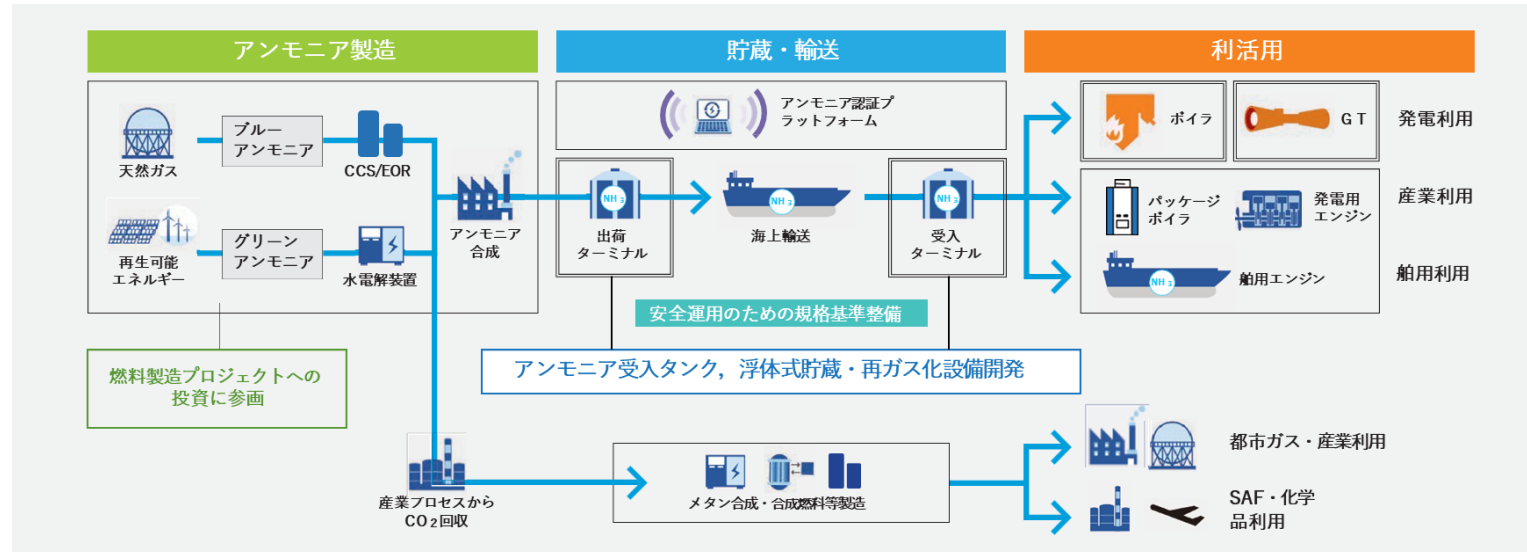 アンモニア製造
貯蔵・輸送
利活用
天然ガス
ブルー
アンモニア
CCS/EOR
再生可能
エネルギー
グリーン
アンモニア
水電解装置
アンモニア
合成
アンモニア認証プ
ラットフォーム
NH3
出荷
ターミナル
NH3
海上輸送
NH3
受入
ターミナル
ボイラ
GT
発電利用
パッケージ
ボイラ
発電用
エンジン
産業利用
NH3
舶用エンジン
舶用利用
安全運用のための規格基準整備
アンモニア受入タンク，浮体式貯蔵・再ガス化設備開発
燃料製造プロジェクトへの
投資に参画
産業プロセスから
CO2回収
メタン合成・合成燃料等製造
都市ガス・産業利用
SAF・化学
品利用